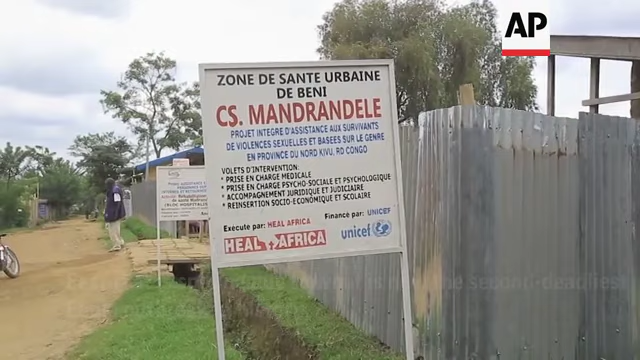 AP
ZONE DE SANTE URBAINE
DE BENI
CS. MANDRANDELE
PROJET INTEGRE D'ASSISTANCE AUX SURVIVANTS
DE VIOLENCES SEXUELLES ET BASEES SUR LE GENRE
EN PROVINCE DU NORD KIVU, RD CONGO
VOLETS d'Intervention:
* PRISE EN CHARGE MEDICALE
* PRISE EN CHARGE PSYCHO-SOCIALE ET PSYCHOLOGIQUE
* ACCOMPAGNEMENT JURIDIQUE ET JUDICIAIRE
* REINSERTION SOCIO-ECONOMIQUE ET SCOLAIRE
Execute par: HEAL AFRICA
Financé par: UNICEF
HEAL AFRICA
unicef